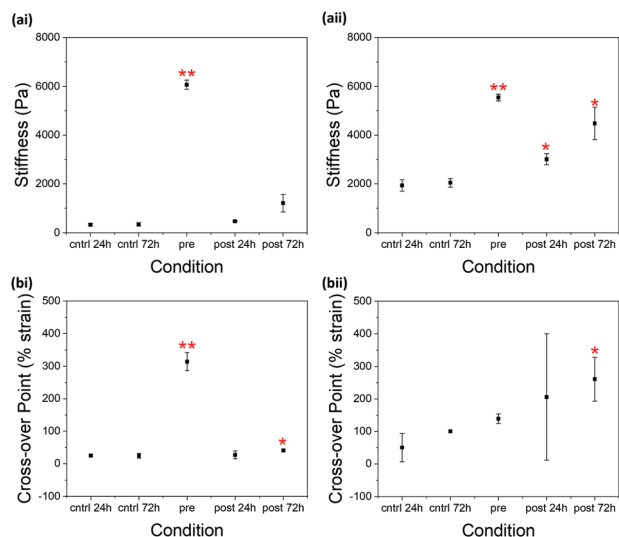 (ai)
8000
6000
4000
2000
0
Stiffness (Pa)
**
cntrl 24h cntrl 72h pre post 24h post 72h
Condition
(aii)
8000
6000
4000
2000
0
Stiffness (Pa)
**
*
*
cntrl 24h cntrl 72h pre post 24h post 72h
Condition
(bi)
500
400
300
200
100
0
-100
Cross-over Point (% strain)
**
*
cntrl 24h cntrl 72h pre post 24h post 72h
Condition
(bii)
500
400
300
200
100
0
-100
Cross-over Point (% strain)
*
cntrl 24h cntrl 72h pre post 24h post 72h
Condition